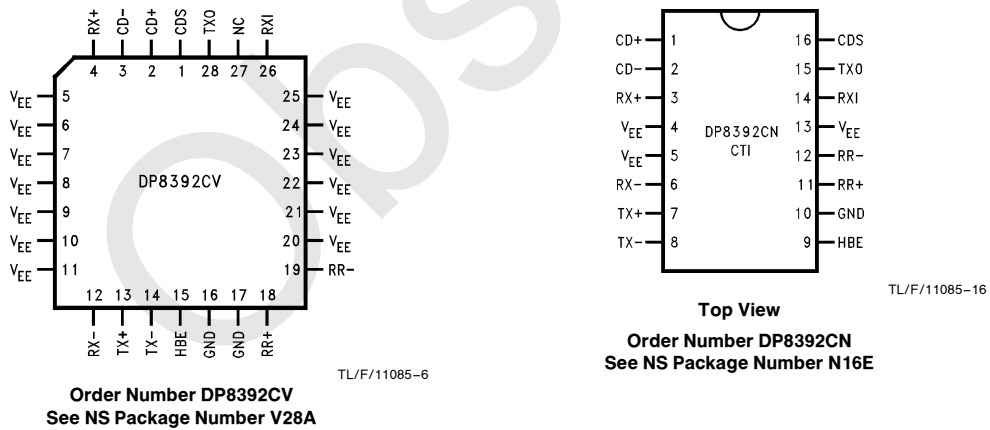 RX+ CD- CD+ CDS TXO NC RXI
4 3 2 1 28 27 26
VEE 5 25 VEE
VEE 6 24 VEE
VEE 7 23 VEE
VEE 8 22 VEE
VEE 9 21 VEE
VEE 10 20 VEE
VEE 11 19 RR-
DP8392CV
12 13 14 15 16 17 18
RX- TX+ TX- HBE GND GND RR+
TL/F/11085–6
Order Number DP8392CV
See NS Package Number V28A
CD+ 1 16 CDS
CD- 2 15 TXO
RX+ 3 14 RXI
VEE 4 13 VEE
VEE 5 12 RR-
RX- 6 11 RR+
TX+ 7 10 GND
TX- 8 9 HBE
DP8392CN
CTI
TL/F/11085–16
Top View
Order Number DP8392CN
See NS Package Number N16E
Obs